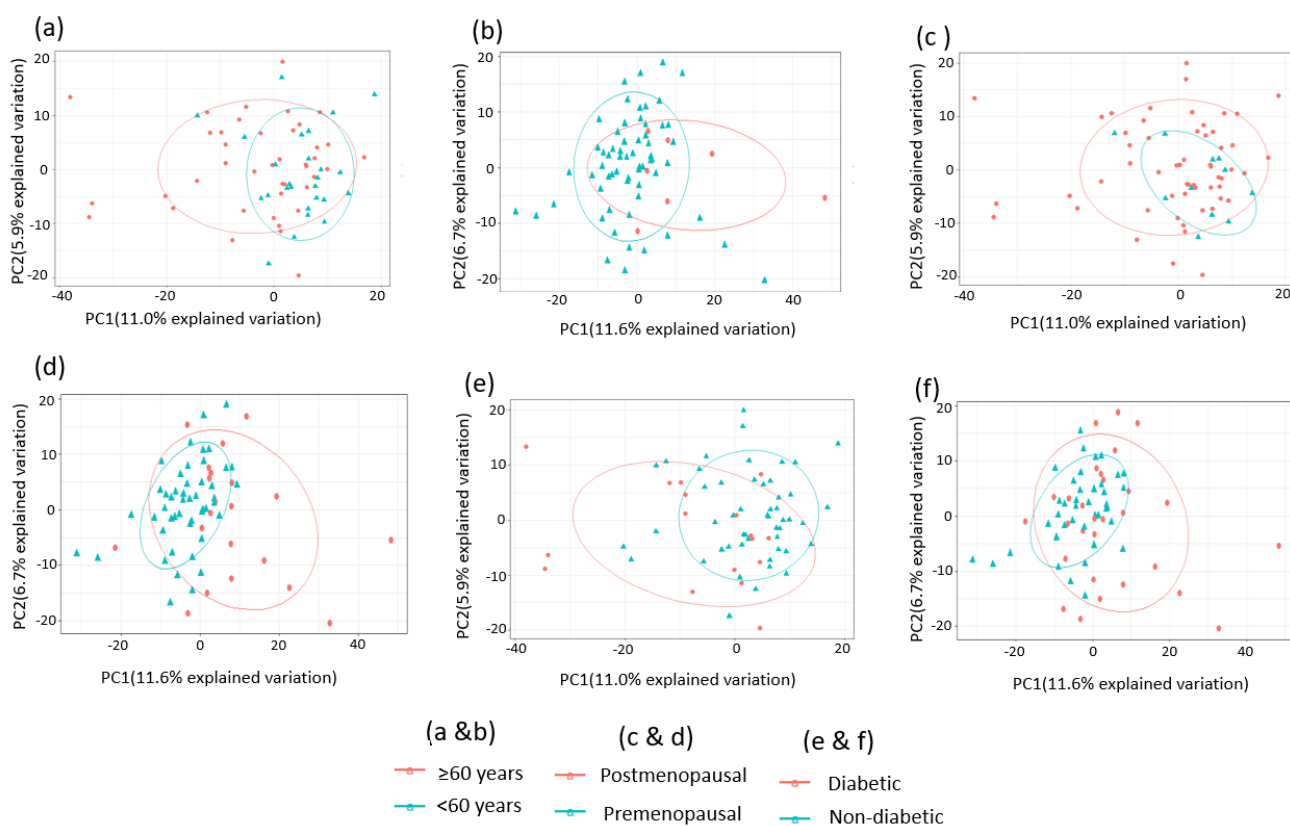 (a)
PC2(5.9% explained variation)
20
10
0
-10
-20
-40
-20
0
20
PC1(11.0% explained variation)
(b)
PC2(6.7% explained variation)
20
10
0
-10
-20
-20
0
20
40
PC1(11.6% explained variation)
(c)
PC2(5.9% explained variation)
20
10
0
-10
-20
-40
-20
0
20
PC1(11.0% explained variation)
(d)
PC2(6.7% explained variation)
20
10
0
-10
-20
-20
0
20
40
PC1(11.6% explained variation)
(e)
PC2(5.9% explained variation)
20
10
0
-10
-20
-40
-20
0
20
PC1(11.0% explained variation)
(f)
PC2(6.7% explained variation)
20
10
0
-10
-20
-20
0
20
40
PC1(11.6% explained variation)
(a &b)
≥60 years
<60 years
(c & d)
Postmenopausal
Premenopausal
(e & f)
Diabetic
Non-diabetic